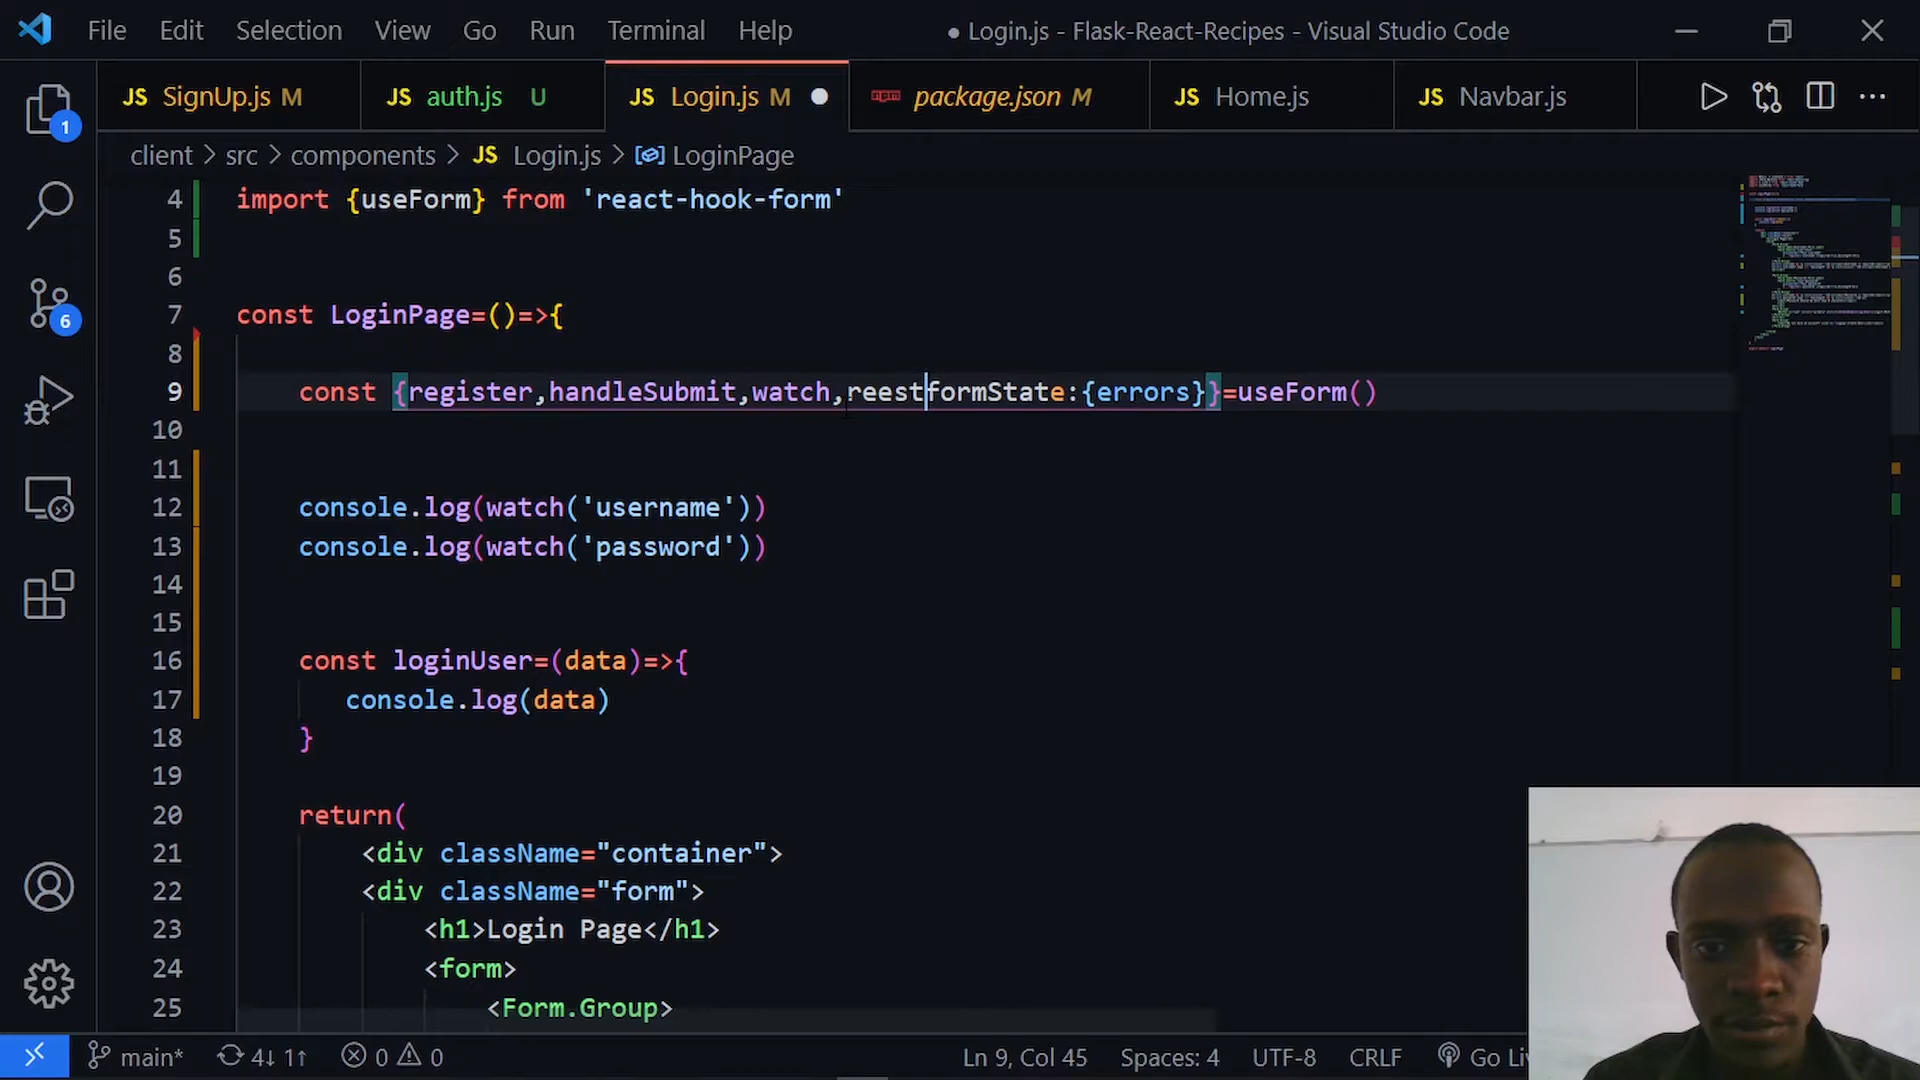 File Edit Selection View Go Run Terminal Help ● Login.js - Flask-React-Recipes - Visual Studio Code
JS SignUp.js M JS auth.js U JS Login.js M package.json M JS Home.js JS Navbar.js
client > src > components > JS Login.js > LoginPage
4 import {useForm} from 'react-hook-form'
5
6
7 const LoginPage=()=>{
8
9 const {register,handleSubmit,watch,reestformState:{errors}}=useForm()
10
11
12 console.log(watch('username'))
13 console.log(watch('password'))
14
15
16 const loginUser=(data)=>{
17 console.log(data)
18 }
19
20 return(
21 <div className="container">
22 <div className="form">
23 <h1>Login Page</h1>
24 <form>
25 <Form.Group>
1
6
main* 4↓ 1↑ 0 0 Ln 9, Col 45 Spaces: 4 UTF-8 CRLF Go Li